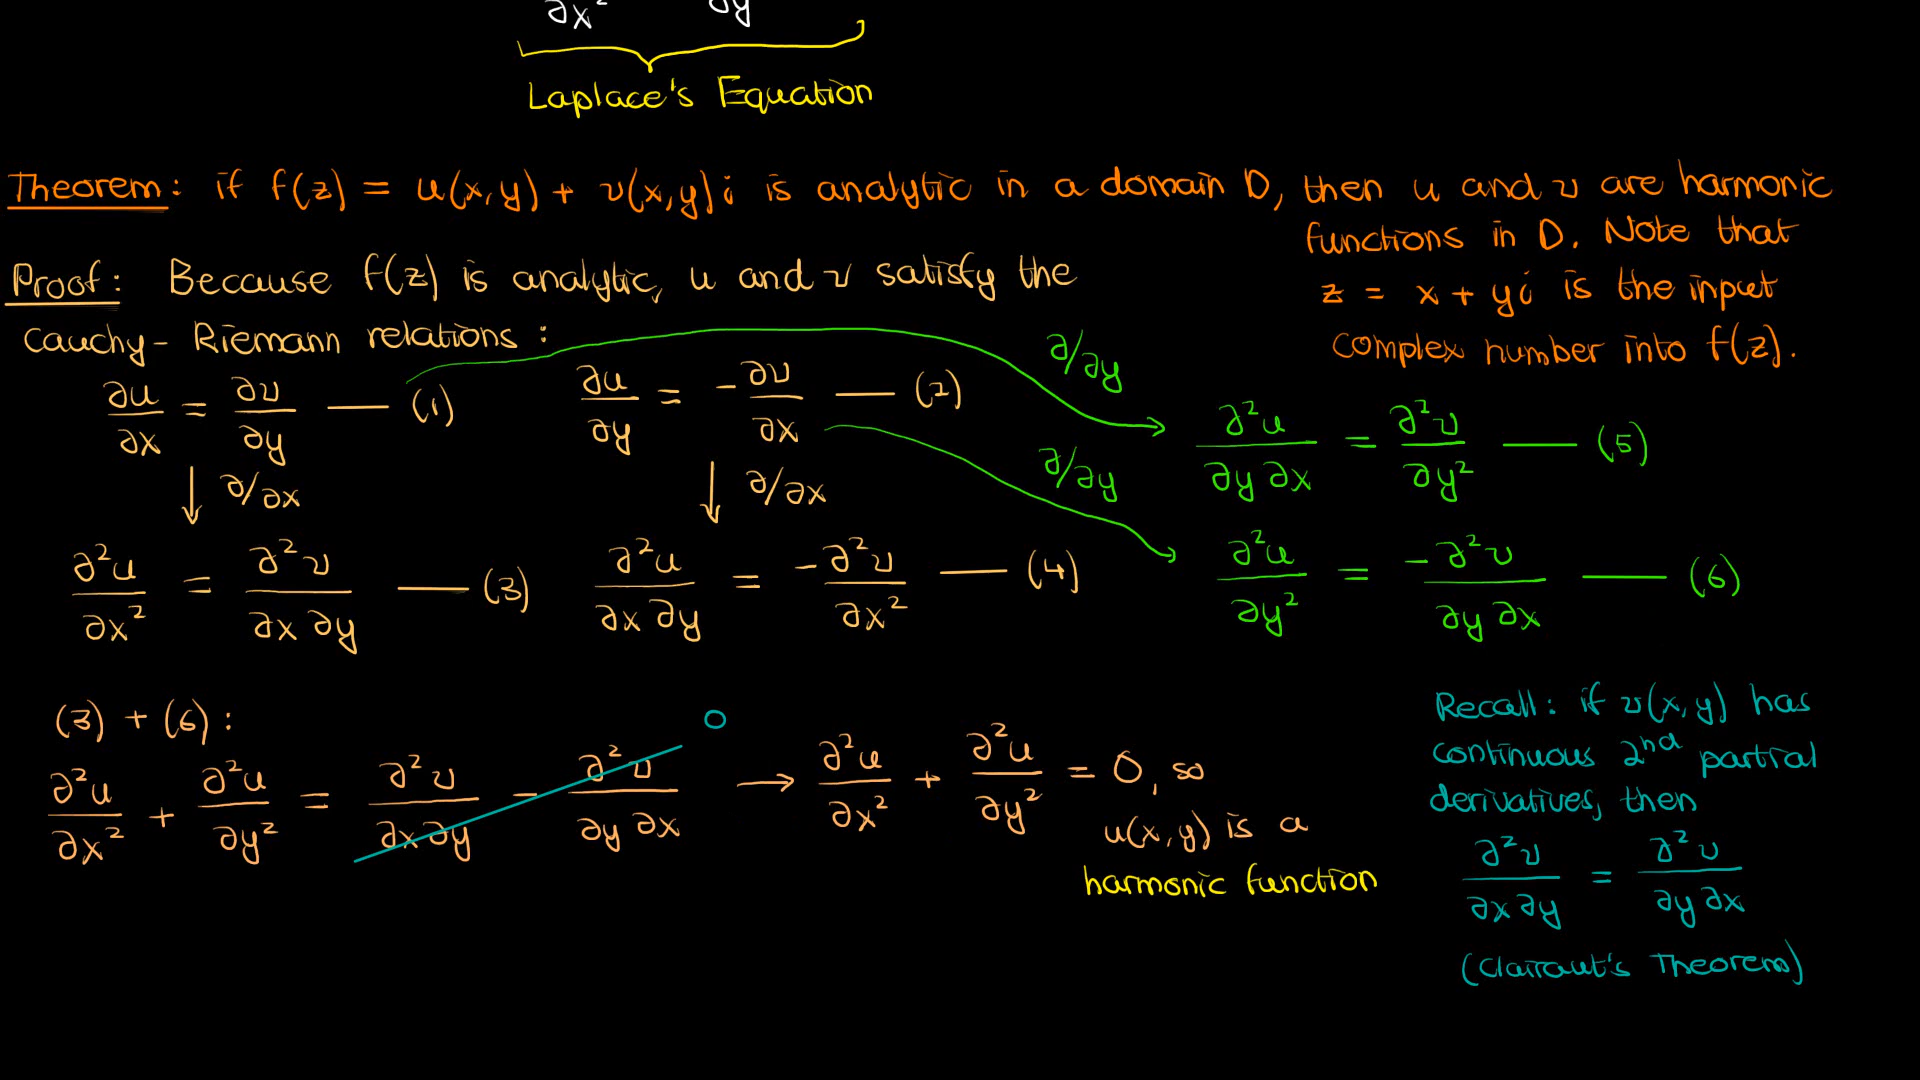 ∂x² ∂y
Laplace's Equation
Theorem: if f(z) = u(x,y) + v(x,y)i is analytic in a domain D, then u and v are harmonic
functions in D. Note that
z = x + yi is the input
complex number into f(z).
Proof: Because f(z) is analytic, u and v satisfy the
Cauchy-Riemann relations:
∂u/∂x = ∂v/∂y — (1)
∂u/∂y = -∂v/∂x — (2)
∂/∂y
∂²u/∂y∂x = ∂²v/∂y² — (5)
↓ ∂/∂x
↓ ∂/∂x
∂/∂y
∂²u/∂x² = ∂²v/∂x∂y — (3)
∂²u/∂x∂y = -∂²v/∂x² — (4)
∂²u/∂y² = -∂²v/∂y∂x — (6)
(3) + (6):
∂²u/∂x² + ∂²u/∂y² = ∂²v/∂x∂y - ∂²v/∂y∂x 0 → ∂²u/∂x² + ∂²u/∂y² = 0, so
u(x,y) is a
harmonic function
Recall: if v(x,y) has
continuous 2nd partial
derivatives, then
∂²v/∂x∂y = ∂²v/∂y∂x
(Clairaut's Theorem)